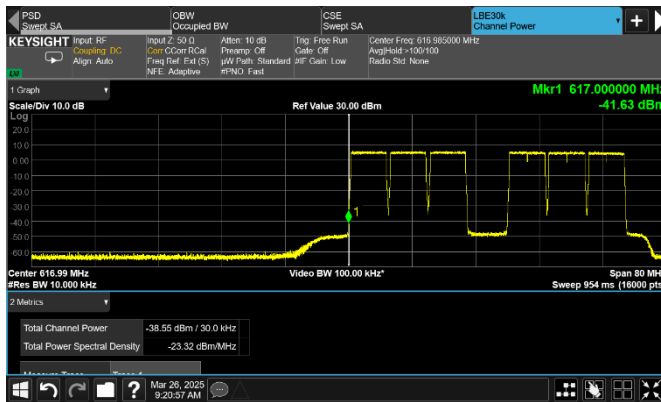 PSD
Swept SA
OBW
Occupied BW
CSE
Swept SA
LBE30k
Channel Power
KEYSIGHT
Input: RF
Coupling: DC
Align: Auto
Input Z: 50 Ω
Corr CCorr RCal
Freq Ref: Ext (S)
NFE: Adaptive
Atten: 10 dB
Preamp: Off
µW Path: Standard
#PNO: Fast
Trig: Free Run
Gate: Off
#IF Gain: Low
Center Freq: 616.985000 MHz
Avg|Hold:>100/100
Radio Std: None
1 Graph
Scale/Div 10.0 dB
Ref Value 30.00 dBm
Mkr1 617.000000 MHz
-41.63 dBm
Log
20.0
10.0
0.00
-10.0
-20.0
-30.0
-40.0
-50.0
-60.0
1
Center 616.99 MHz
#Res BW 10.000 kHz
Video BW 100.00 kHz*
Span 80 MH
Sweep 954 ms (16000 pts
2 Metrics
Total Channel Power -38.55 dBm / 30.0 kHz
Total Power Spectral Density -23.32 dBm/MHz
?
Mar 26, 2025
9:20:57 AM